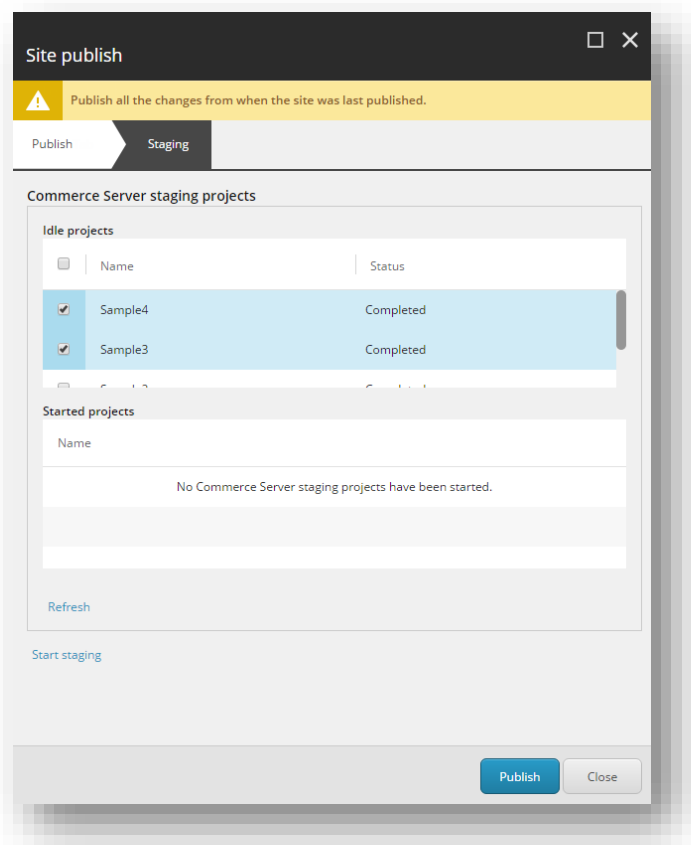 Site publish
Publish all the changes from when the site was last published.
Publish Staging
Commerce Server staging projects
Idle projects
Name Status
Sample4 Completed
Sample3 Completed
Started projects
Name
No Commerce Server staging projects have been started.
Refresh
Start staging
Publish Close